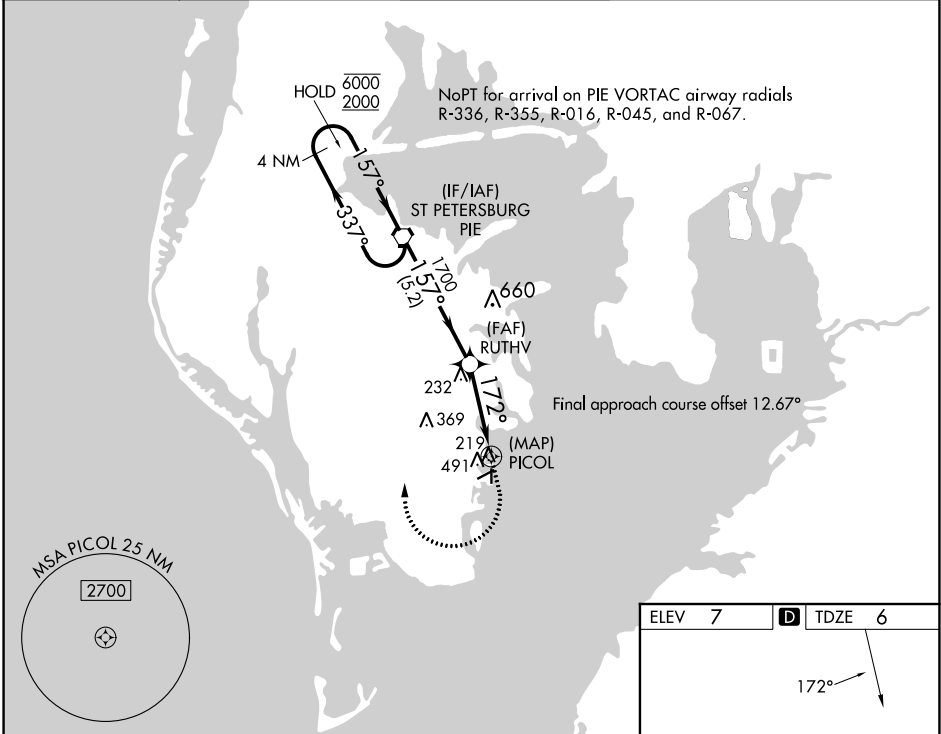 HOLD 6000
2000
NoPT for arrival on PIE VORTAC airway radials
R-336, R-355, R-016, R-045, and R-067.
4 NM
157°
337°
(IF/IAF)
ST PETERSBURG
PIE
1700
157°
(5.2)
660
(FAF)
RUTHV
232
172°
Final approach course offset 12.67°
369
219
491
(MAP)
PICOL
MSA PICOL 25 NM
2700
ELEV 7 D TDZE 6
172°